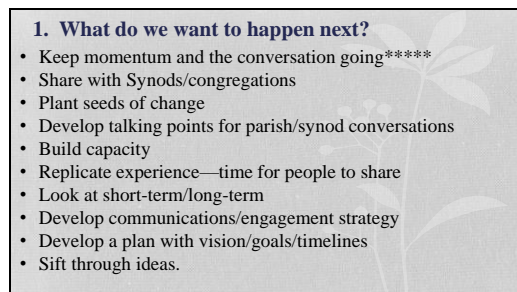 1. What do we want to happen next?
• Keep momentum and the conversation going*****
• Share with Synods/congregations
• Plant seeds of change
• Develop talking points for parish/synod conversations
• Build capacity
• Replicate experience—time for people to share
• Look at short-term/long-term
• Develop communications/engagement strategy
• Develop a plan with vision/goals/timelines
• Sift through ideas.